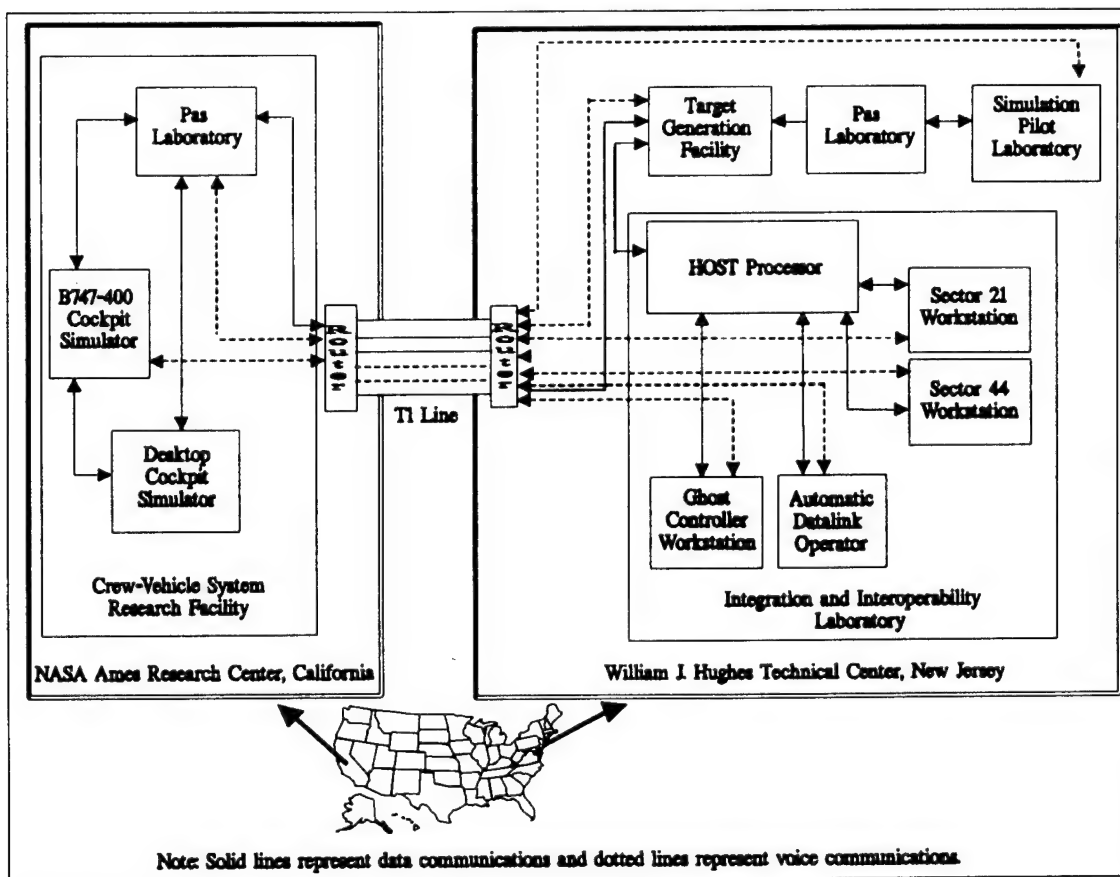 Pas
Laboratory
B747-400
Cockpit
Simulator
Desktop
Cockpit
Simulator
Crew-Vehicle System
Research Facility
NASA Ames Research Center, California
T1 Line
Target
Generation
Facility
Pas
Laboratory
Simulation
Pilot
Laboratory
HOST Processor
Sector 21
Workstation
Sector 44
Workstation
Ghost
Controller
Workstation
Automatic
Datalink
Operator
Integration and Interoperability
Laboratory
William J. Hughes Technical Center, New Jersey
Note: Solid lines represent data communications and dotted lines represent voice communications.